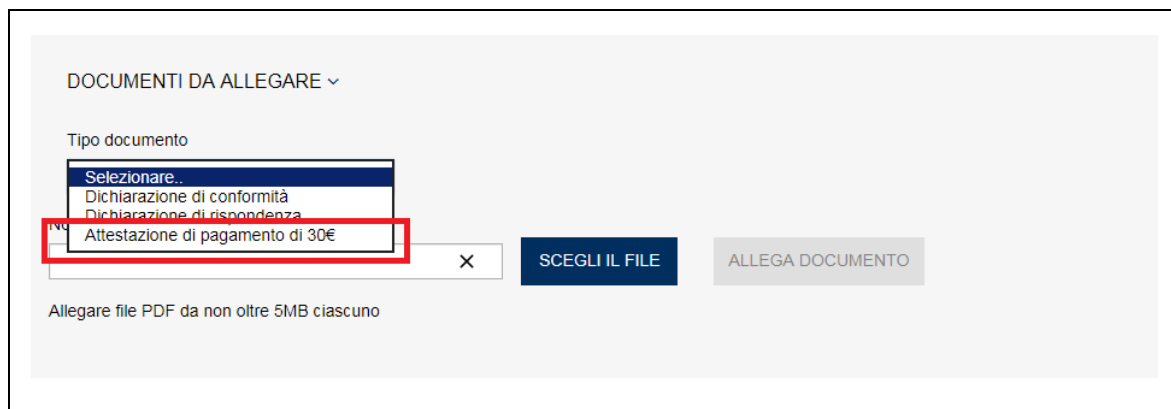 DOCUMENTI DA ALLEGARE
Tipo documento
Selezionare..
Dichiarazione di conformità
Dichiarazione di rispondenza
Attestazione di pagamento di 30€
SCEGLI IL FILE
ALLEGA DOCUMENTO
Allegare file PDF da non oltre 5MB ciascuno